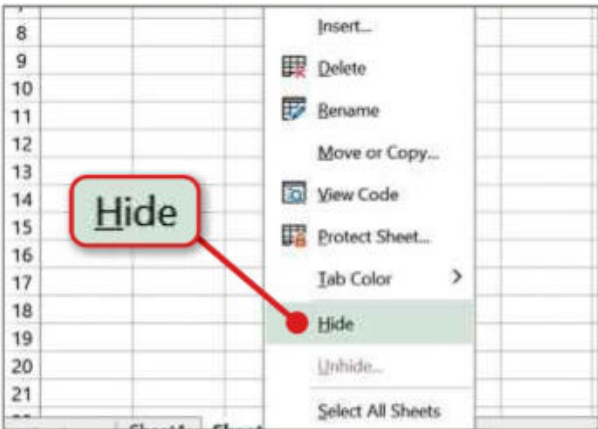 8
9
10
11
12
13
14
15
16
17
18
19
20
21
Insert...
Delete
Rename
Move or Copy...
View Code
Protect Sheet...
Tab Color >
Hide
Unhide...
Select All Sheets
Hide